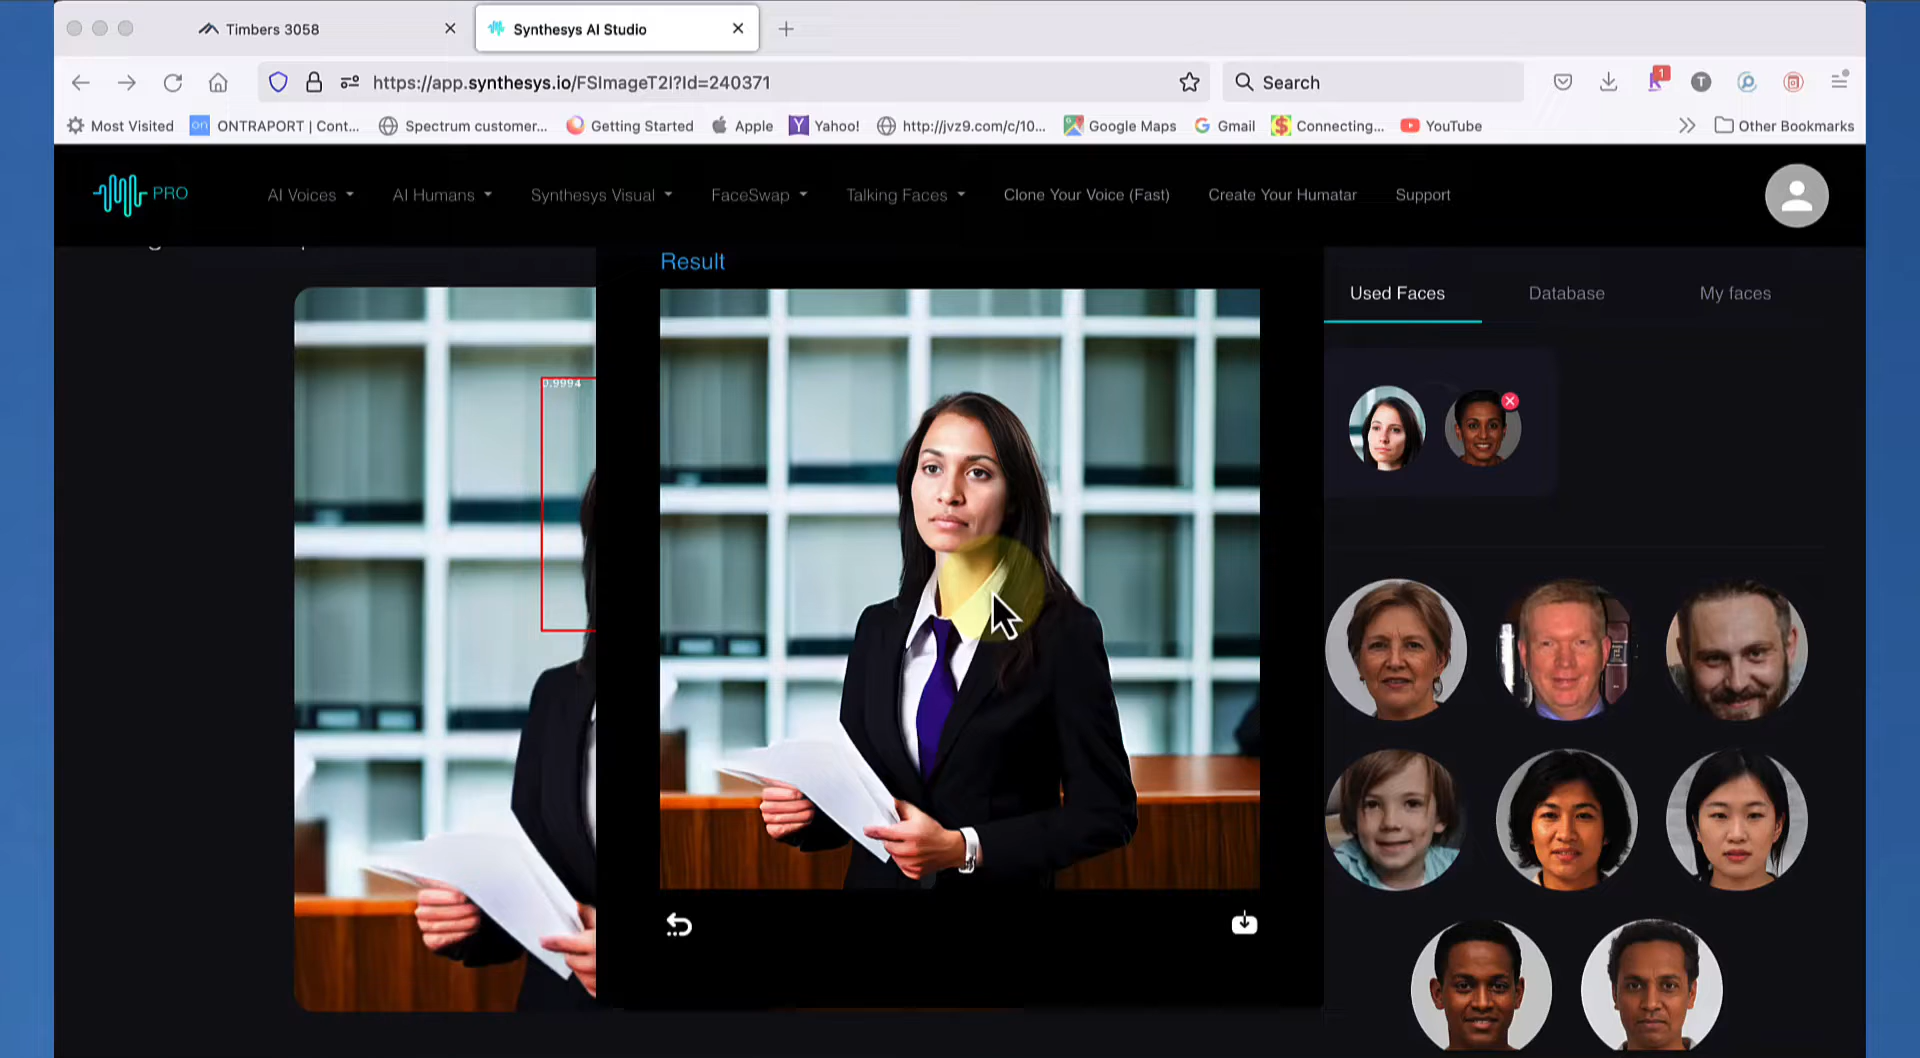 Timbers 3058
Synthesys AI Studio
https://app.synthesys.io/FSImageT2I?Id=240371
Search
1
T
Most Visited
on
ONTRAPORT | Cont...
Spectrum customer...
Getting Started
Apple
Yahoo!
http://jvz9.com/c/10...
Google Maps
Gmail
Connecting...
YouTube
Other Bookmarks
PRO
AI Voices
AI Humans
Synthesys Visual
FaceSwap
Talking Faces
Clone Your Voice (Fast)
Create Your Humatar
Support
Result
Used Faces
Database
My faces
0.9994